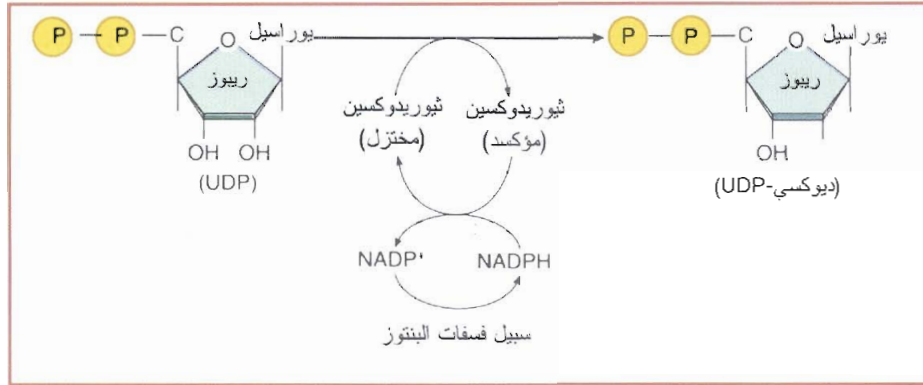 P P C O يوراسيل
ريبوز
OH OH
(UDP)
ثيوريدوكسين
(مختزل)
ثيوريدوكسين
(مؤكسد)
P P C O يوراسيل
ريبوز
OH
(ديوكسي-UDP)
NADP⁺ NADPH
سبيل فسفات البنتوز